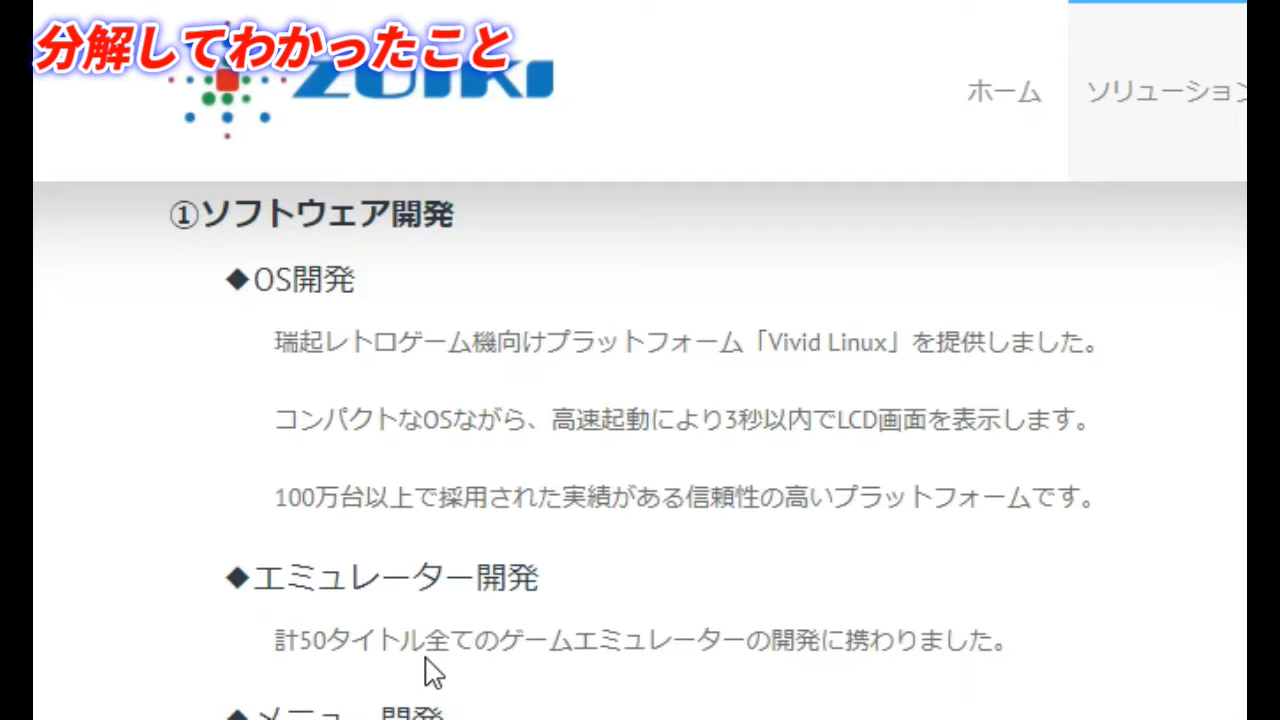 分解してわかったこと
ZUIKI
ホーム
ソリューション
①ソフトウェア開発
◆OS開発
瑞起レトロゲーム機向けプラットフォーム「Vivid Linux」を提供しました。
コンパクトなOSながら、高速起動により3秒以内でLCD画面を表示します。
100万台以上で採用された実績がある信頼性の高いプラットフォームです。
◆エミュレーター開発
計50タイトル全てのゲームエミュレーターの開発に携わりました。
◆メニュー開発